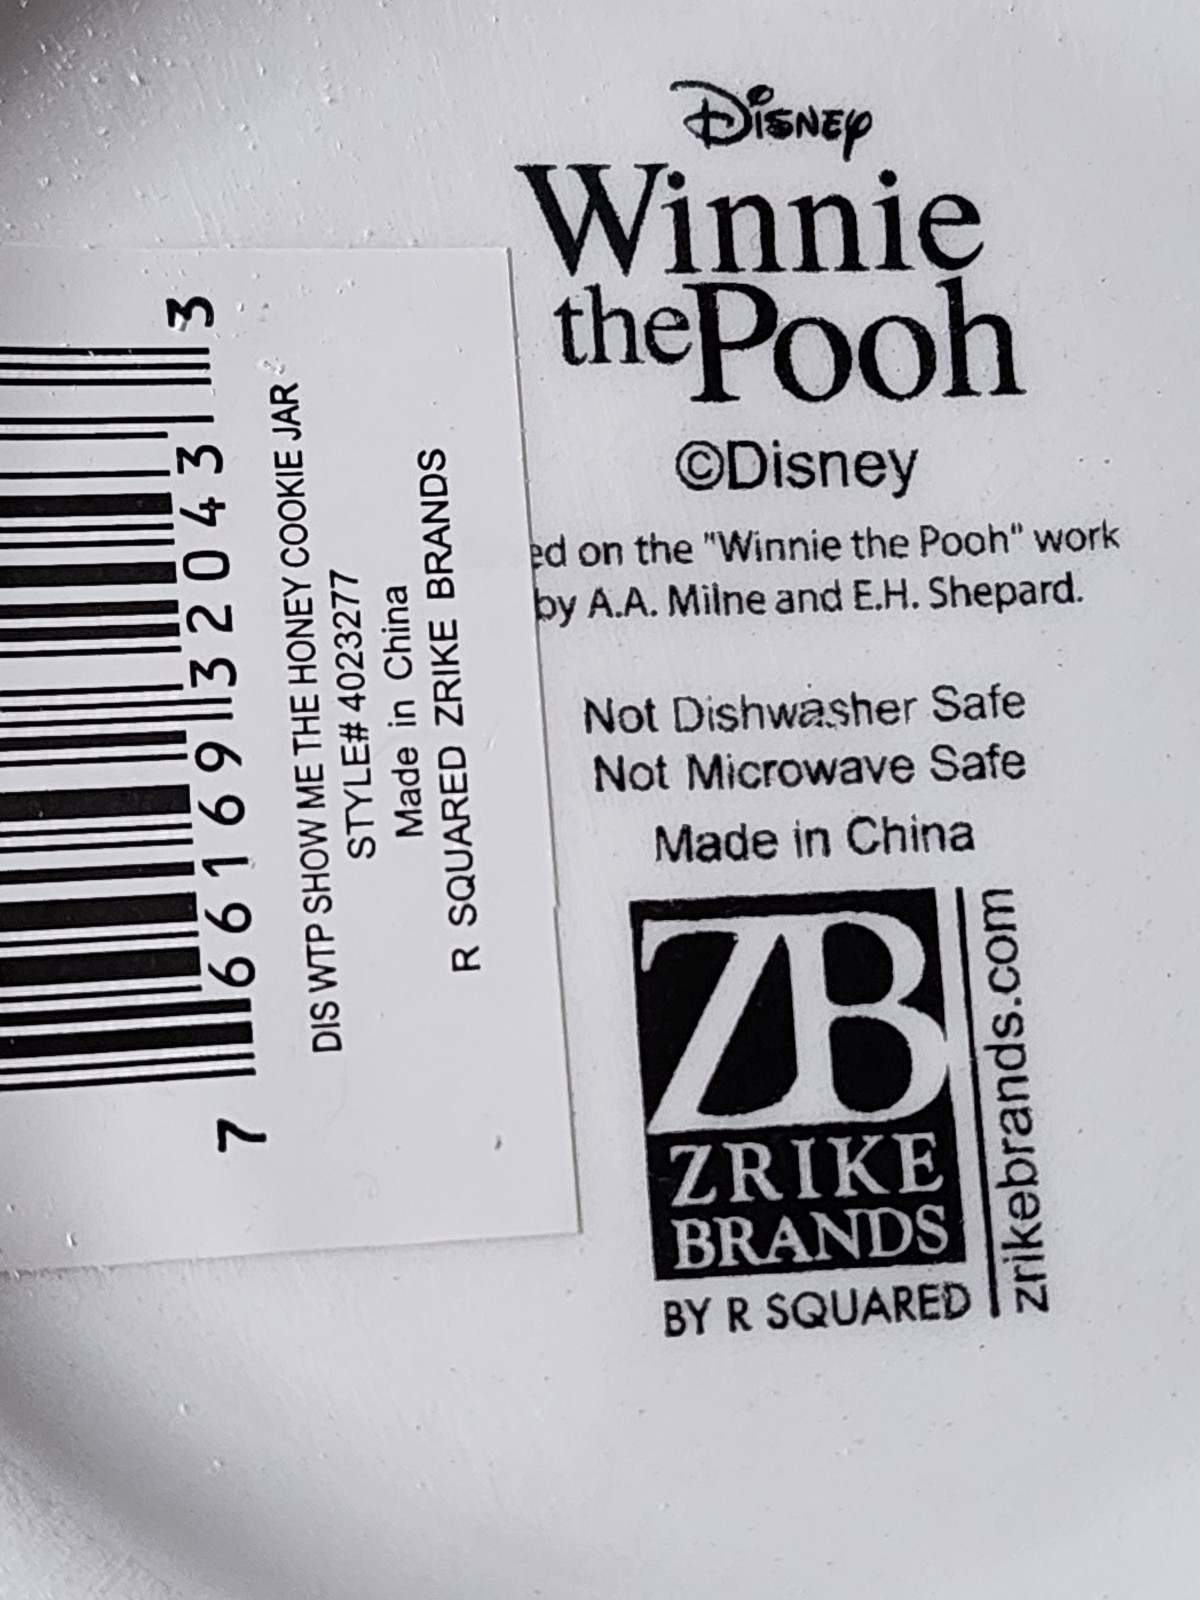 Disney
Winnie
the Pooh
©Disney
on the "Winnie the Pooh" work
by A.A. Milne and E.H. Shepard.
Not Dishwasher Safe
Not Microwave Safe
Made in China
ZB
ZRIKE
BRANDS
BY R SQUARED
zrikebrands.com
7 66169 32043 3
DIS WTP SHOW ME THE HONEY COOKIE JAR
STYLE# 4023277
Made in China
R SQUARED ZRIKE BRANDS